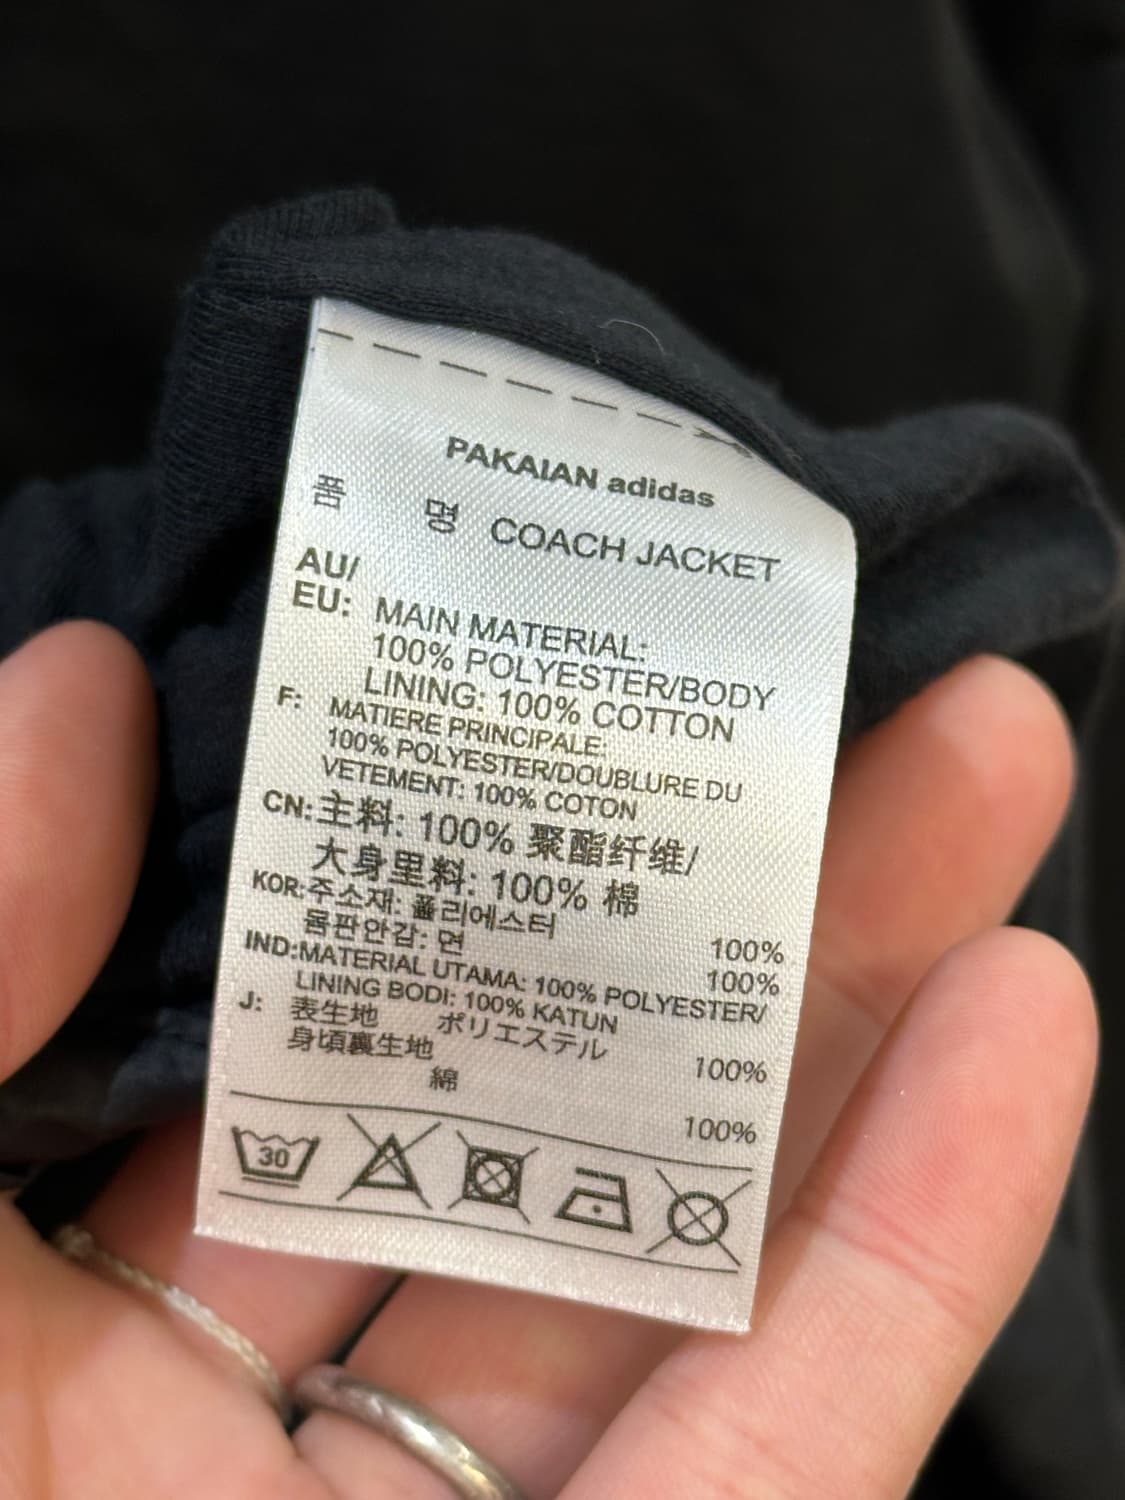 PAKAIAN adidas
품 명 COACH JACKET
AU/
EU: MAIN MATERIAL:
100% POLYESTER/BODY
LINING: 100% COTTON
F: MATIERE PRINCIPALE:
100% POLYESTER/DOUBLURE DU
VETEMENT: 100% COTON
CN: 主料: 100% 聚酯纤维/
大身里料: 100% 棉
KOR: 주소재: 폴리에스터 100%
몸판안감: 면 100%
IND: MATERIAL UTAMA: 100% POLYESTER/
LINING BODI: 100% KATUN
J: 表生地 ポリエステル 100%
身頃裏生地
綿 100%
30